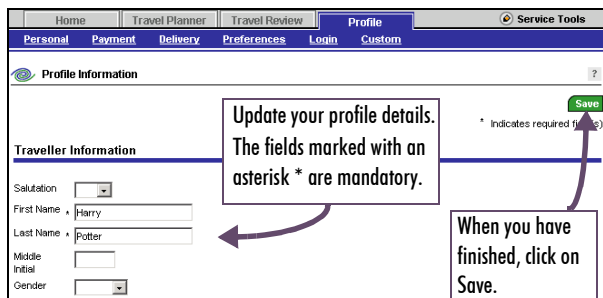 Home Travel Planner Travel Review Profile Service Tools
Personal Payment Delivery Preferences Login Custom
Profile Information ?
Save
* Indicates required fi (s)
Update your profile details.
The fields marked with an
asterisk * are mandatory.
Traveller Information
Salutation
First Name * Harry
Last Name * Potter
Middle
Initial
Gender
When you have
finished, click on
Save.